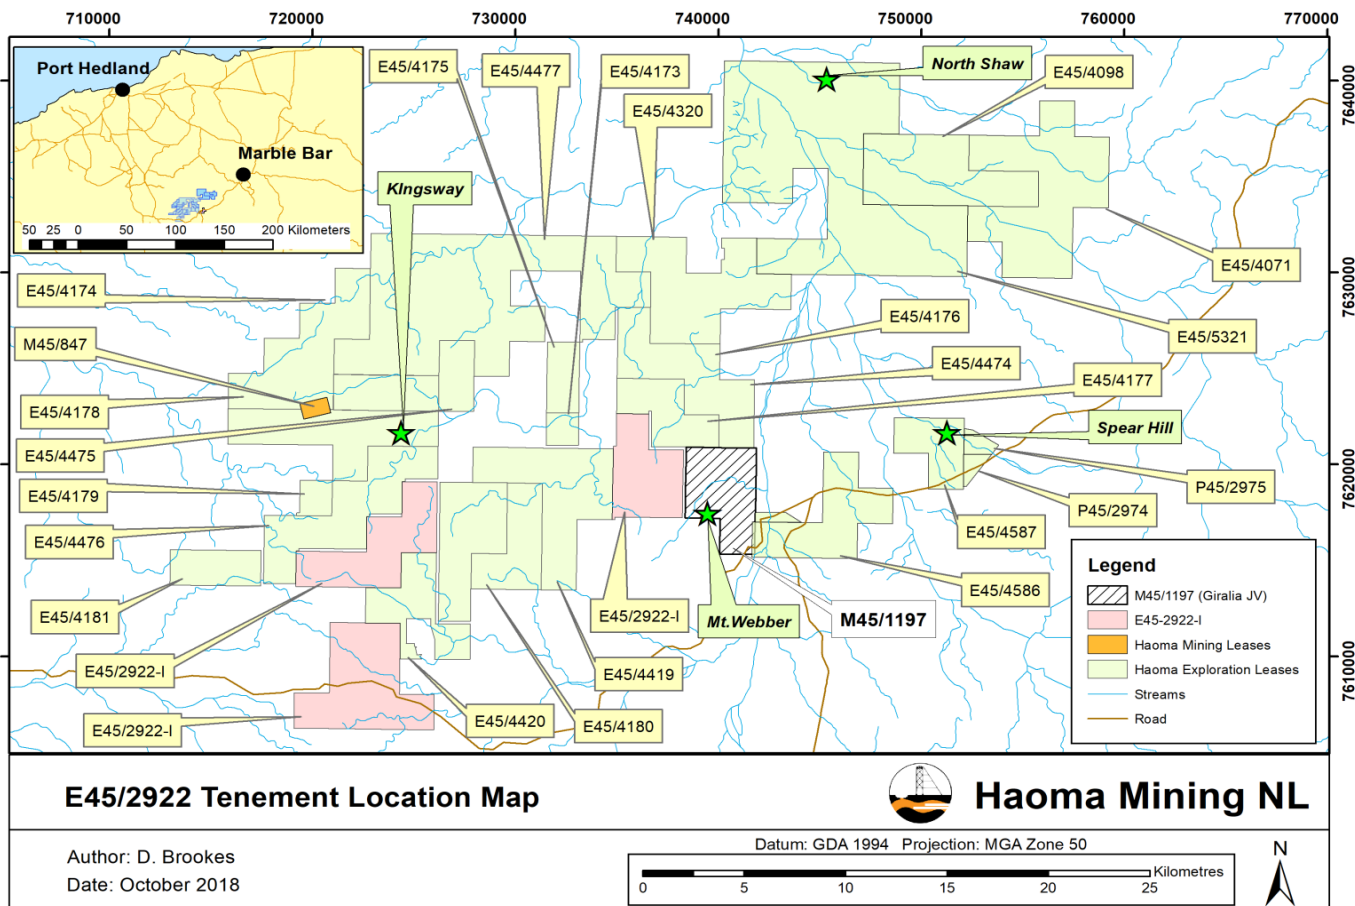 710000 720000 730000 740000 750000 760000 770000
Port Hedland
Marble Bar
50 25 0 50 100 150 200 Kilometers
E45/4175
E45/4477
E45/4173
E45/4320
North Shaw
E45/4098
KIngsway
E45/4174
M45/847
E45/4178
E45/4475
E45/4179
E45/4476
E45/4181
E45/2922-I
E45/2922-I
E45/4071
E45/5321
E45/4176
E45/4474
E45/4177
Spear Hill
P45/2975
P45/2974
E45/4587
E45/4586
M45/1197
Mt.Webber
E45/2922-I
E45/4419
E45/4180
E45/4420
7640000
7630000
7620000
7610000
Legend
M45/1197 (Giralia JV)
E45-2922-I
Haoma Mining Leases
Haoma Exploration Leases
Streams
Road
E45/2922 Tenement Location Map
Haoma Mining NL
Author: D. Brookes
Date: October 2018
Datum: GDA 1994 Projection: MGA Zone 50
0 5 10 15 20 25 Kilometres
N